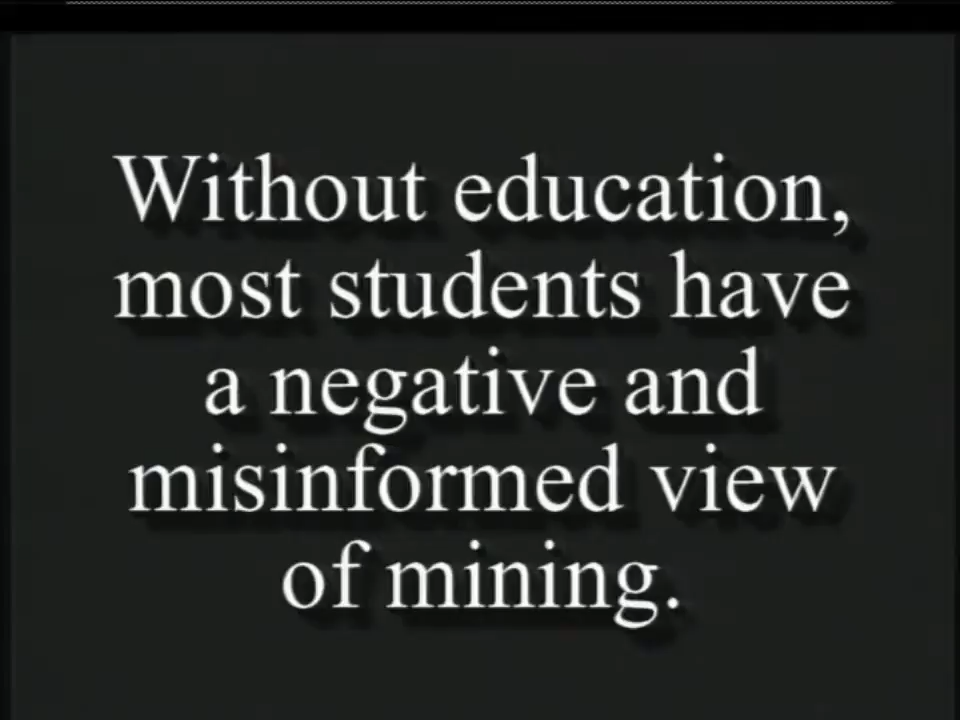 Without education,
most students have
a negative and
misinformed view
of mining.